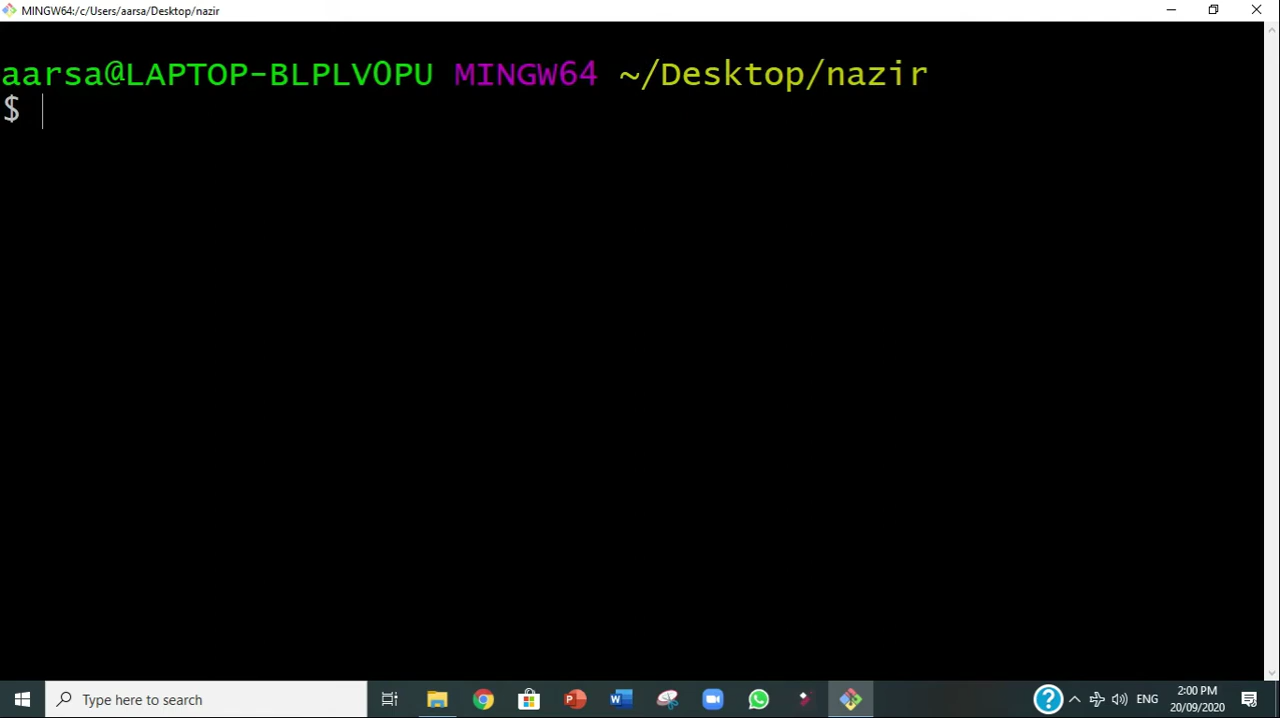 MINGW64:/c/Users/aarsa/Desktop/nazir
aarsa@LAPTOP-BLPLV0PU MINGW64 ~/Desktop/nazir
$
Type here to search
ENG
2:00 PM
20/09/2020